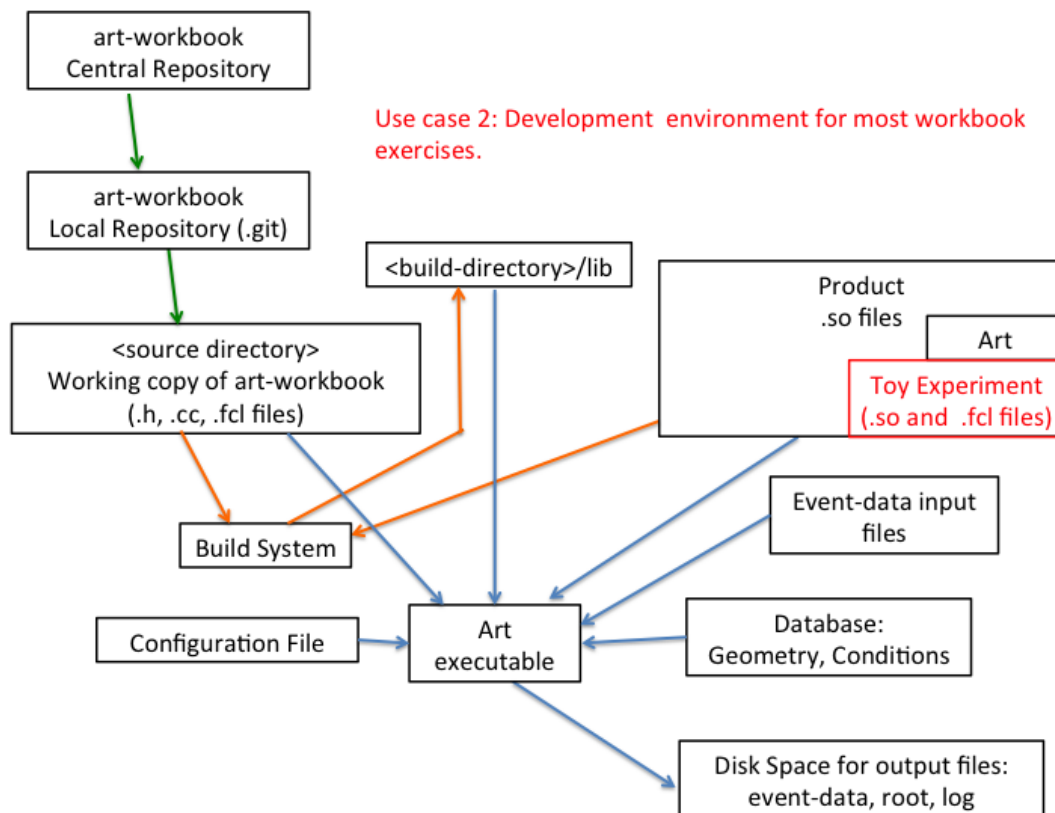 art-workbook
Central Repository
Use case 2: Development environment for most workbook
exercises.
art-workbook
Local Repository (.git)
<build-directory>/lib
Product
.so files
Art
Toy Experiment
(.so and .fcl files)
<source directory>
Working copy of art-workbook
(.h, .cc, .fcl files)
Event-data input
files
Build System
Configuration File
Art
executable
Database:
Geometry, Conditions
Disk Space for output files:
event-data, root, log